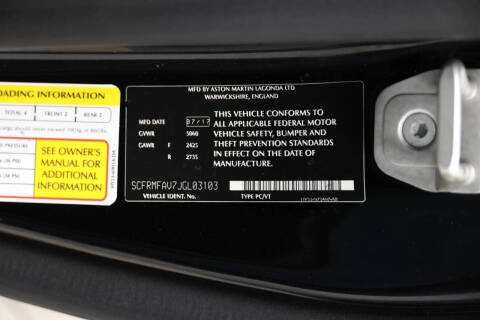 LOADING INFORMATION
TOTAL 4 FRONT 2 REAR 2
SEE OWNER'S
MANUAL FOR
ADDITIONAL
INFORMATION
MFG BY ASTON MARTIN LAGONDA LTD
WARWICKSHIRE, ENGLAND
MFD DATE 07/17
GVWR 5060
GAWR F 2425
R 2735
THIS VEHICLE CONFORMS TO
ALL APPLICABLE FEDERAL MOTOR
VEHICLE SAFETY, BUMPER AND
THEFT PREVENTION STANDARDS
IN EFFECT ON THE DATE OF
MANUFACTURE.
SCFRMFAV7JGL03103
VEHICLE IDENT. No. TYPE PC/VT